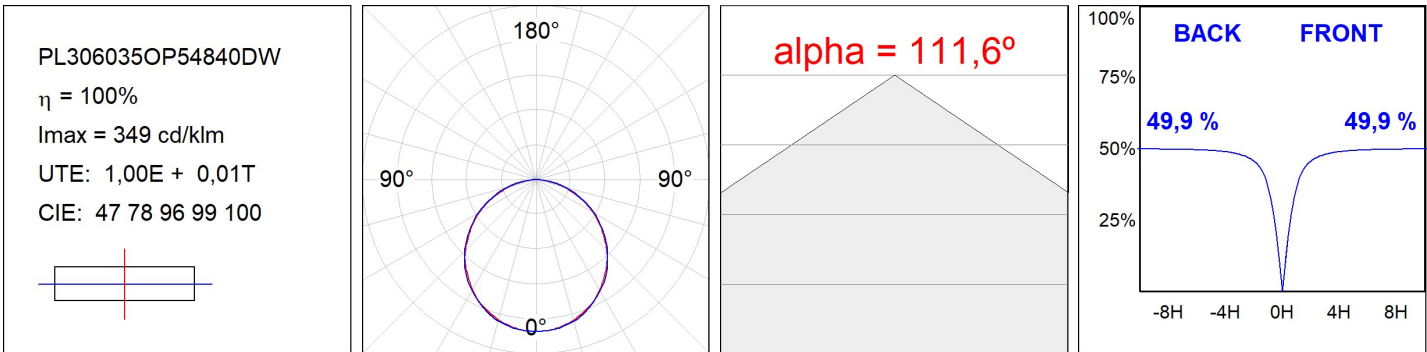 PL306035OP54840DW
η = 100%
Imax = 349 cd/klm
UTE: 1,00E + 0,01T
CIE: 47 78 96 99 100
180°
90° 90°
0°
alpha = 111,6º
100%
BACK FRONT
75%
49,9 % 49,9 %
50%
25%
-8H -4H 0H 4H 8H